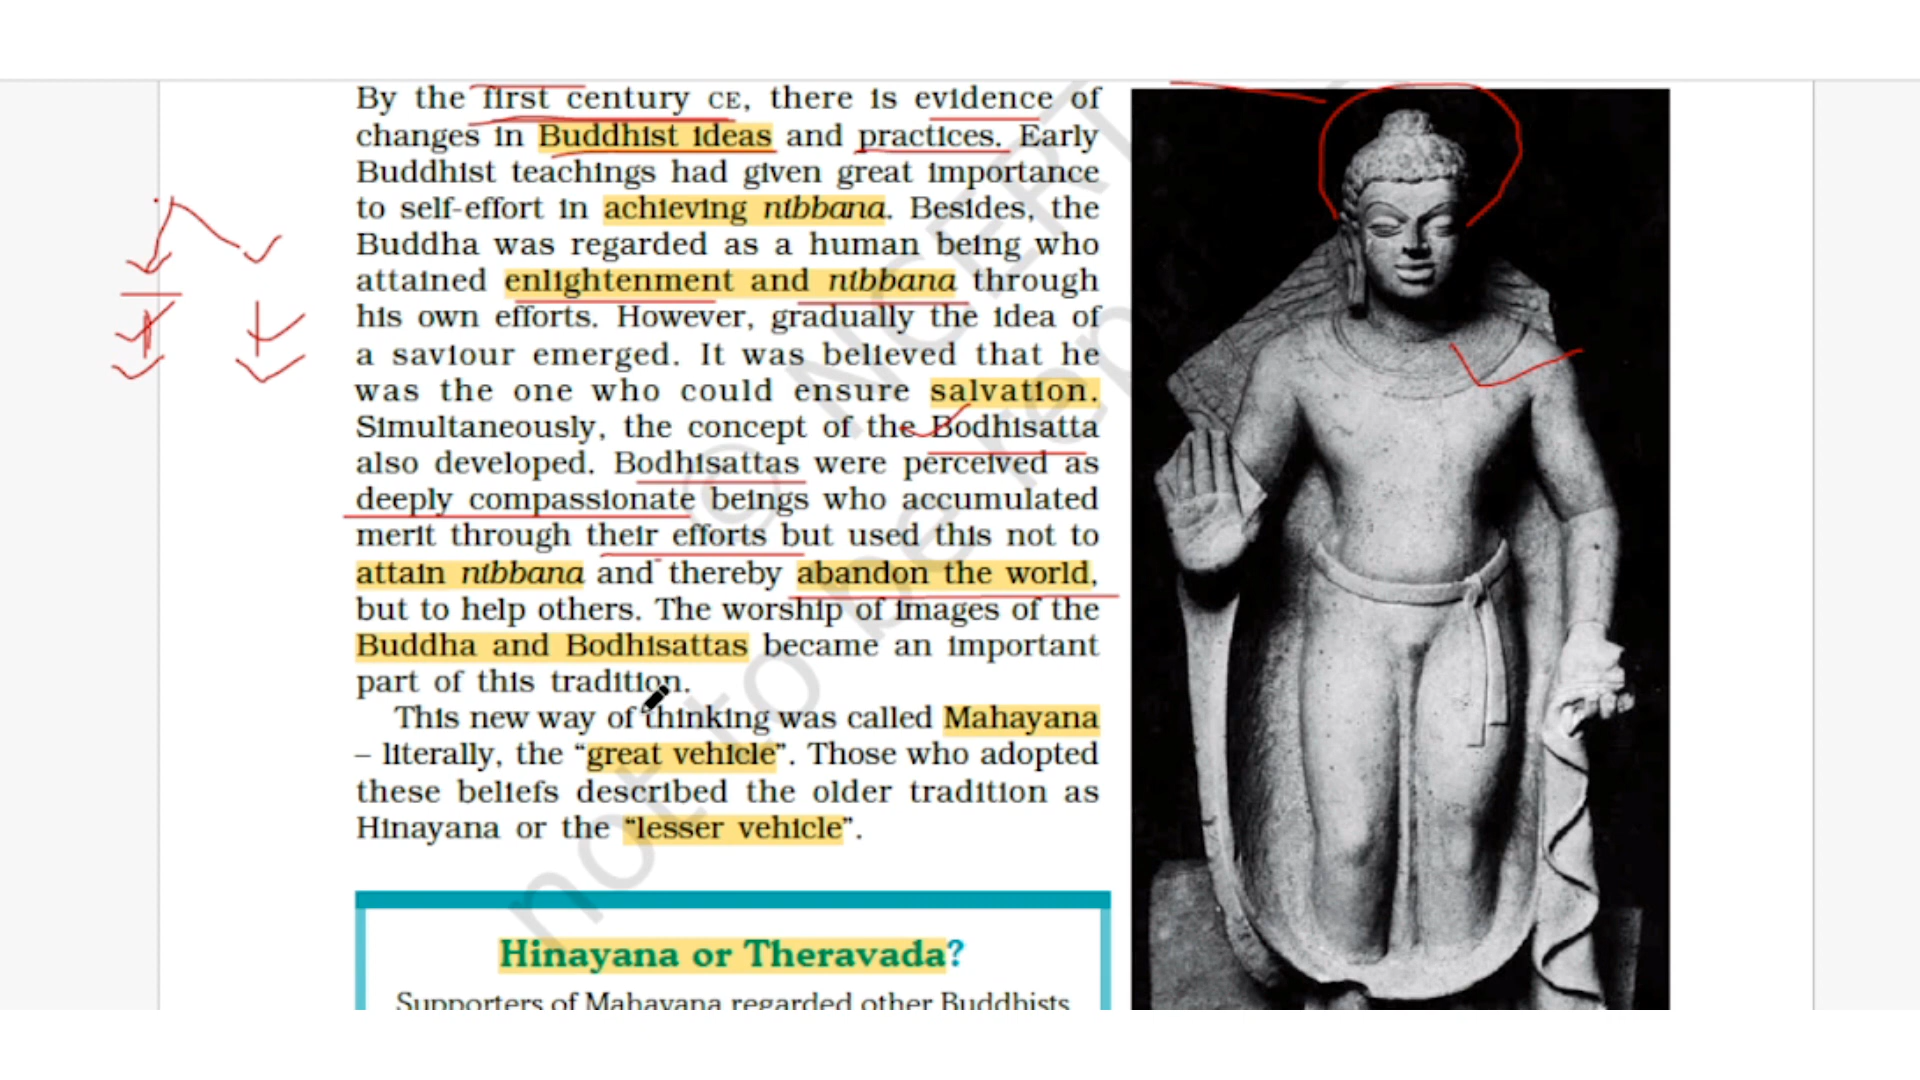 By the first century CE, there is evidence of
changes in Buddhist ideas and practices. Early
Buddhist teachings had given great importance
to self-effort in achieving nibbana. Besides, the
Buddha was regarded as a human being who
attained enlightenment and nibbana through
his own efforts. However, gradually the idea of
a saviour emerged. It was believed that he
was the one who could ensure salvation.
Simultaneously, the concept of the Bodhisatta
also developed. Bodhisattas were perceived as
deeply compassionate beings who accumulated
merit through their efforts but used this not to
attain nibbana and thereby abandon the world,
but to help others. The worship of images of the
Buddha and Bodhisattas became an important
part of this tradition.
This new way of thinking was called Mahayana
– literally, the “great vehicle”. Those who adopted
these beliefs described the older tradition as
Hinayana or the “lesser vehicle”.
Hinayana or Theravada?
Supporters of Mahayana regarded other Buddhists
© NCERT
not to be rep